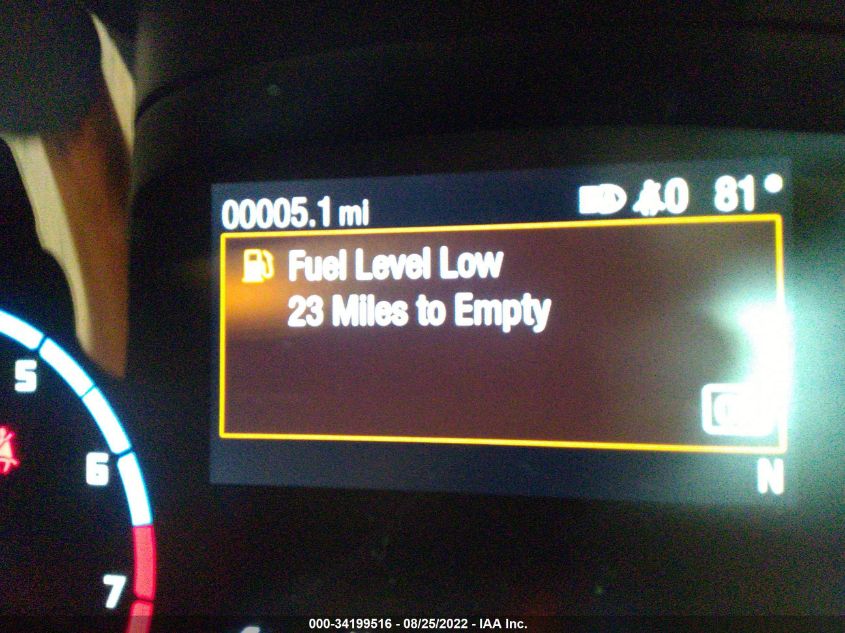 00005.1 mi
0 81°
Fuel Level Low
23 Miles to Empty
N
5
6
7
000-34199516 - 08/25/2022 - IAA Inc.